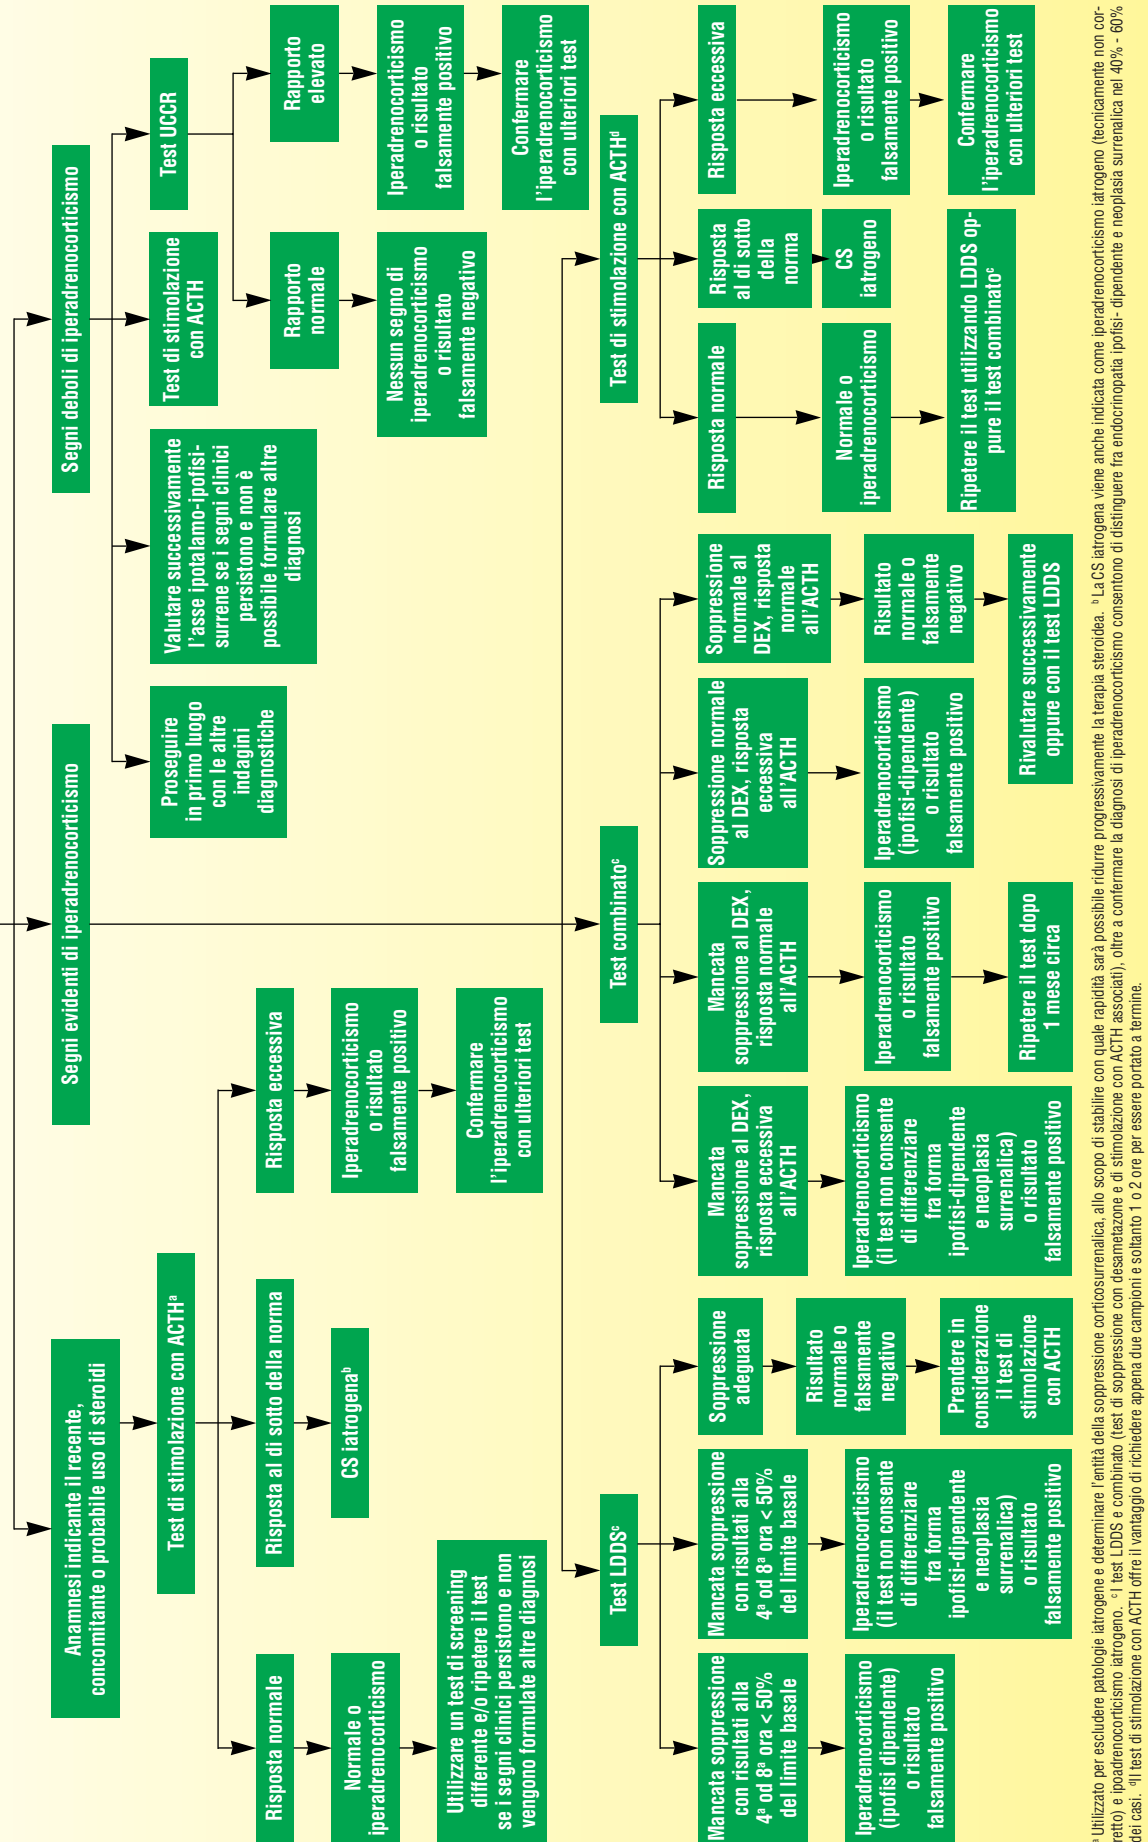 Anamnesi indicante il recente,
concomitante o probabile uso di steroidi
Test di stimolazione con ACTHᵃ
Risposta normale
Normale o
iperadrenocorticismo
Utilizzare un test di screening
differente e/o ripetere il test
se i segni clinici persistono e non
vengono formulate altre diagnosi
Risposta al di sotto della norma
CS iatrogenaᵇ
Risposta eccessiva
Iperadrenocorticismo
o risultato
falsamente positivo
Confermare
l'iperadrenocorticismo
con ulteriori test
Segni evidenti di iperadrenocorticismo
Segni deboli di iperadrenocorticismo
Proseguire
in primo luogo
con le altre
indagini
diagnostiche
Valutare successivamente
l'asse ipotalamo-ipofisi-
surrene se i segni clinici
persistono e non è
possibile formulare altre
diagnosi
Test di stimolazione
con ACTH
Test UCCR
Rapporto
normale
Nessun segno di
iperadrenocorticismo
o risultato
falsamente negativo
Rapporto
elevato
Iperadrenocorticismo
o risultato
falsamente positivo
Confermare
l'iperadrenocorticismo
con ulteriori test
Test LDDSᶜ
Mancata soppressione
con risultati alla
4ª od 8ª ora < 50%
del limite basale
Iperadrenocorticismo
(ipofisi dipendente)
o risultato
falsamente positivo
Mancata soppressione
con risultati alla
4ª od 8ª ora < 50%
del limite basale
Iperadrenocorticismo
(il test non consente
di differenziare
fra forma
ipofisi-dipendente
e neoplasia
surrenalica)
o risultato
falsamente positivo
Soppressione
adeguata
Risultato
normale o
falsamente
negativo
Prendere in
considerazione
il test di
stimolazione
con ACTH
Test combinatoᶜ
Mancata
soppressione al DEX,
risposta eccessiva
all'ACTH
Iperadrenocorticismo
(il test non consente
di differenziare
fra forma
ipofisi-dipendente
e neoplasia
surrenalica)
o risultato
falsamente positivo
Mancata
soppressione al DEX,
risposta normale
all'ACTH
Iperadrenocorticismo
o risultato
falsamente positivo
Ripetere il test dopo
1 mese circa
Soppressione normale
al DEX, risposta
eccessiva
all'ACTH
Iperadrenocorticismo
(ipofisi-dipendente)
o risultato
falsamente positivo
Soppressione
normale al
DEX, risposta
normale
all'ACTH
Risultato
normale o
falsamente
negativo
Rivalutare successivamente
oppure con il test LDDS
Test di stimolazione con ACTHᵈ
Risposta normale
Normale o
iperadrenocorticismo
Ripetere il test utilizzando LDDS op-
pure il test combinatoᶜ
Risposta
al di sotto
della
norma
CS
iatrogeno
Risposta eccessiva
Iperadrenocorticismo
o risultato
falsamente positivo
Confermare
l'iperadrenocorticismo
con ulteriori test
ᵃ Utilizzato per escludere patologie iatrogene e determinare l'entità della soppressione corticosurrenalica, allo scopo di stabilire con quale rapidità sarà possibile ridurre progressivamente la terapia steroidea. ᵇ La CS iatrogena viene anche indicata come iperadrenocorticismo iatrogeno (tecnicamente non cor-
retto) e ipoadrenocorticismo iatrogeno. ᶜI test LDDS e combinato (test di soppressione con desametazone e di stimolazione con ACTH associati), oltre a confermare la diagnosi di iperadrenocorticismo consentono di distinguere fra endocrinopatia ipofisi- dipendente e neoplasia surrenalica nel 40% - 60%
dei casi. ᵈIl test di stimolazione con ACTH offre il vantaggio di richiedere appena due campioni e soltanto 1 o 2 ore per essere portato a termine.